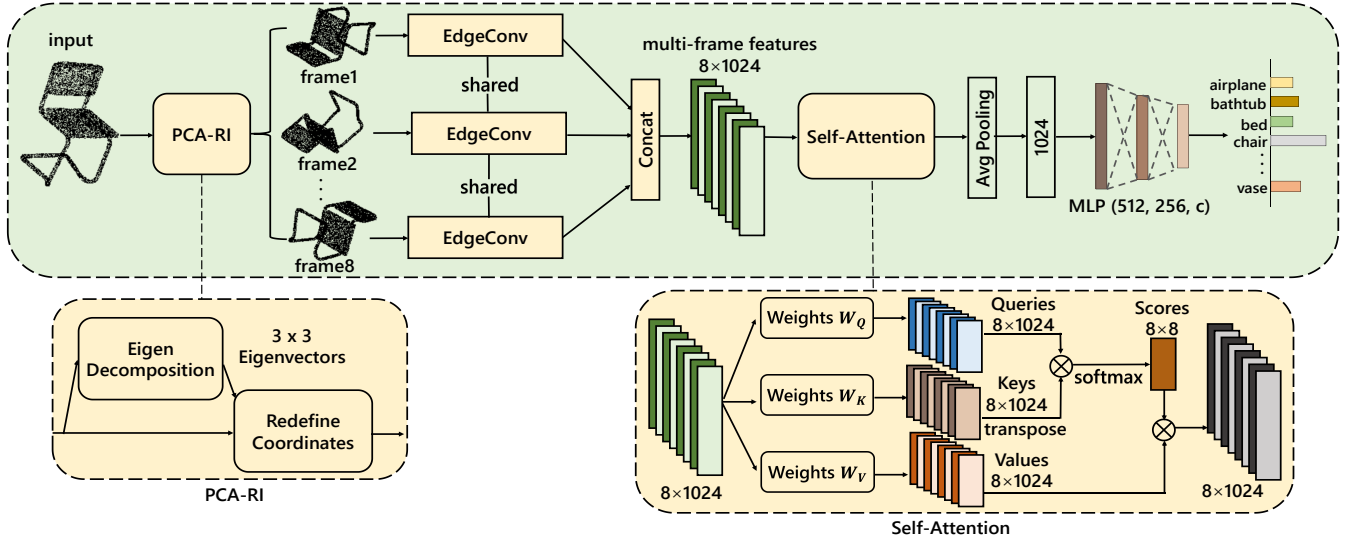 input
PCA-RI
frame1
frame2
frame8
EdgeConv
shared
EdgeConv
shared
EdgeConv
Concat
multi-frame features
8×1024
Self-Attention
Avg Pooling
1024
MLP (512, 256, c)
airplane
bathtub
bed
chair
vase
Eigen
Decomposition
3 x 3
Eigenvectors
Redefine
Coordinates
PCA-RI
8×1024
Weights W_Q
Weights W_K
Weights W_V
Queries
8×1024
Keys
8×1024
transpose
Values
8×1024
softmax
Scores
8×8
8×1024
Self-Attention